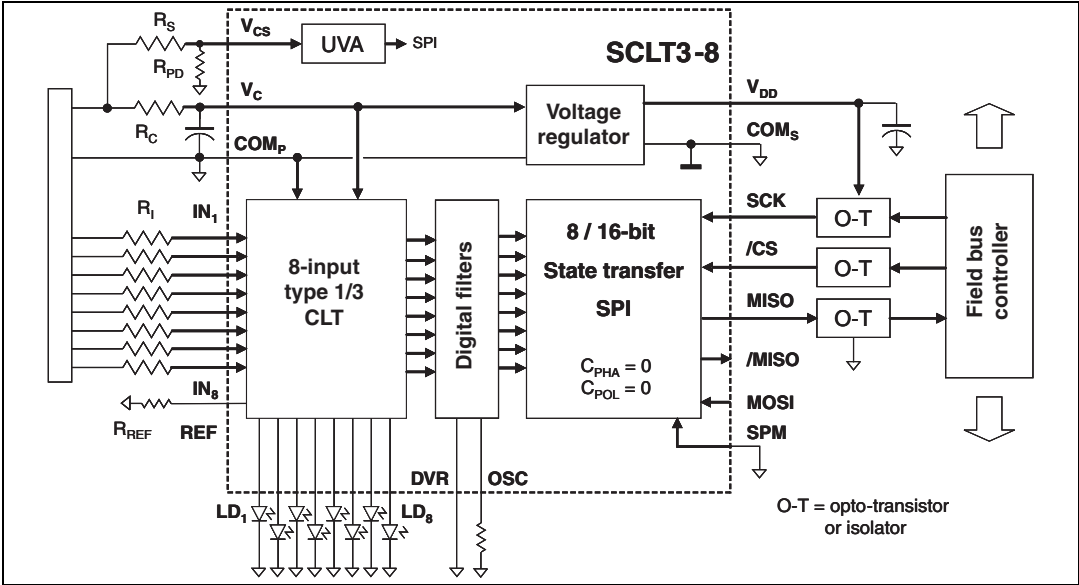 RS
VCS
UVA
SPI
SCLT3-8
RPD
VC
RC
COMP
Voltage
regulator
VDD
COMS
RI
IN1
8-input
type 1/3
CLT
Digital filters
8 / 16-bit
State transfer
SPI
CPHA = 0
CPOL = 0
SCK
O-T
/CS
O-T
MISO
O-T
/MISO
MOSI
SPM
Field bus
controller
IN8
RREF
REF
DVR
OSC
LD1
LD8
O-T = opto-transistor
or isolator